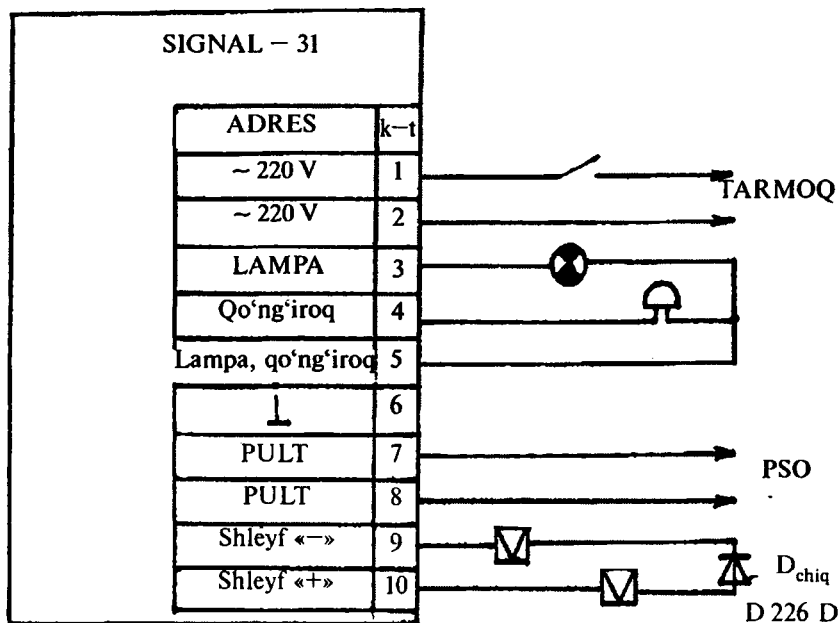 SIGNAL – 31
ADRES k–t
~ 220 V 1
~ 220 V 2
TARMOQ
LAMPA 3
Qo‘ng‘iroq 4
Lampa, qo‘ng‘iroq 5
⊥ 6
PULT 7
PULT 8
PSO
Shleyf «–» 9
Shleyf «+» 10
D chiq
D 226 D